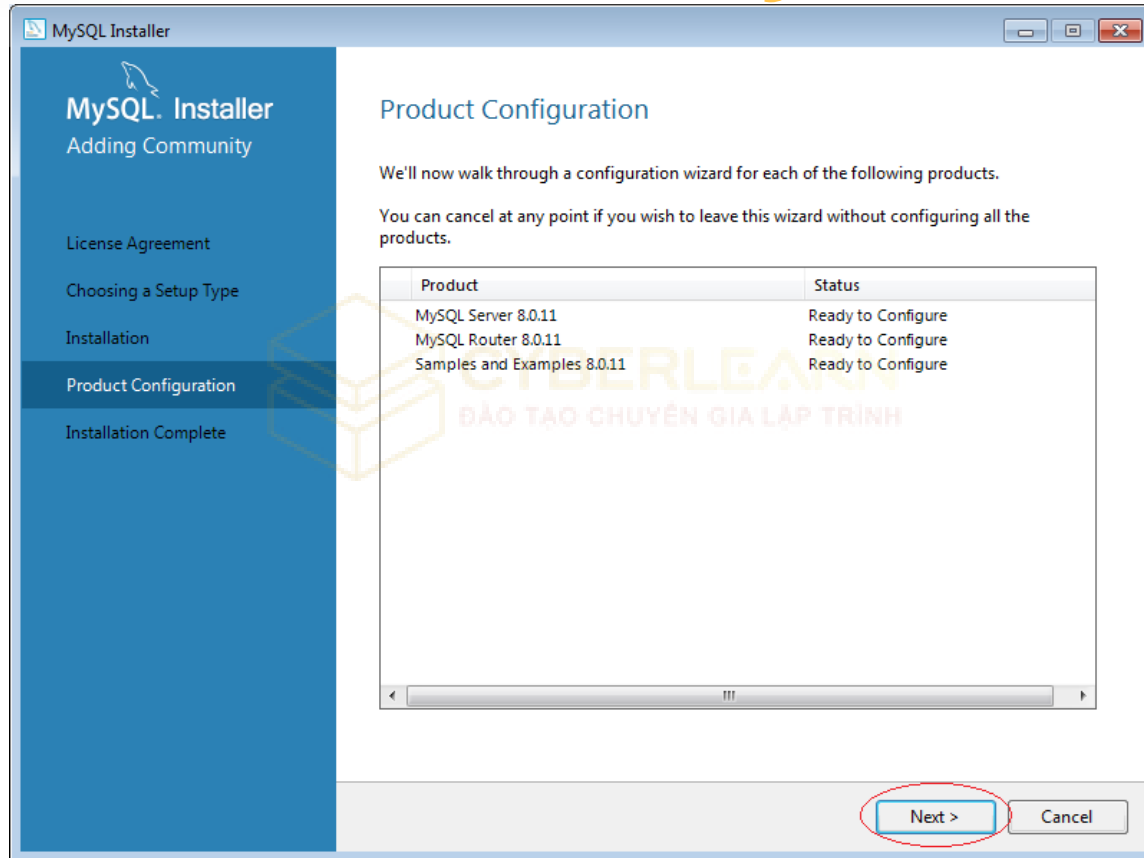 MySQL Installer
MySQL. Installer
Adding Community
License Agreement
Choosing a Setup Type
Installation
Product Configuration
Installation Complete
Product Configuration
We'll now walk through a configuration wizard for each of the following products.
You can cancel at any point if you wish to leave this wizard without configuring all the
products.
Product Status
MySQL Server 8.0.11 Ready to Configure
MySQL Router 8.0.11 Ready to Configure
Samples and Examples 8.0.11 Ready to Configure
CYBERLEARN
ĐÀO TẠO CHUYÊN GIA LẬP TRÌNH
Next >
Cancel